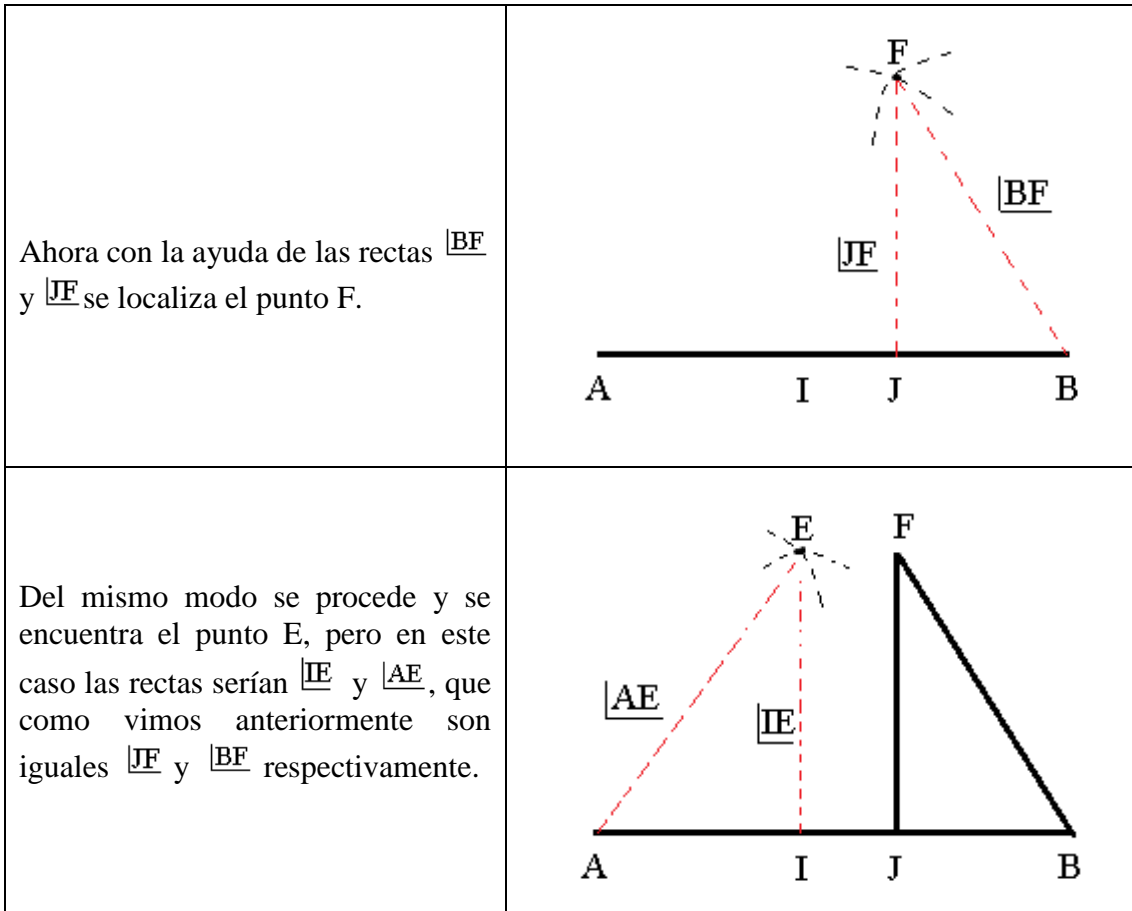 Ahora con la ayuda de las rectas |BF
y |JF se localiza el punto F.
F
|BF
|JF
A I J B
Del mismo modo se procede y se
encuentra el punto E, pero en este
caso las rectas serían |IE y |AE, que
como vimos anteriormente son
iguales |JF y |BF respectivamente.
E F
|AE
|IE
A I J B